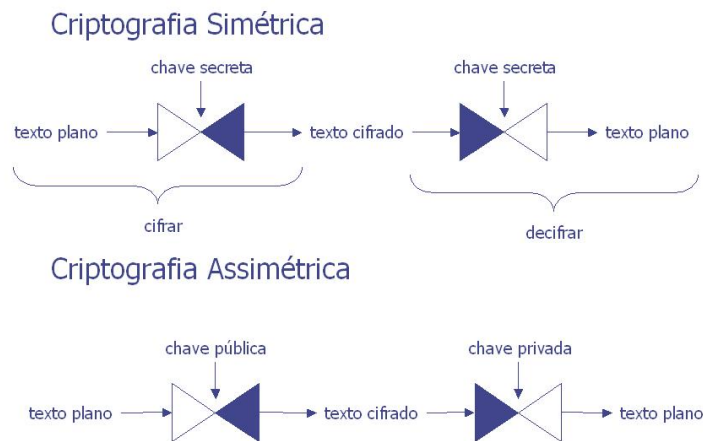 Criptografia Simétrica
chave secreta chave secreta
texto plano texto cifrado texto plano
cifrar decifrar
Criptografia Assimétrica
chave pública chave privada
texto plano texto cifrado texto plano